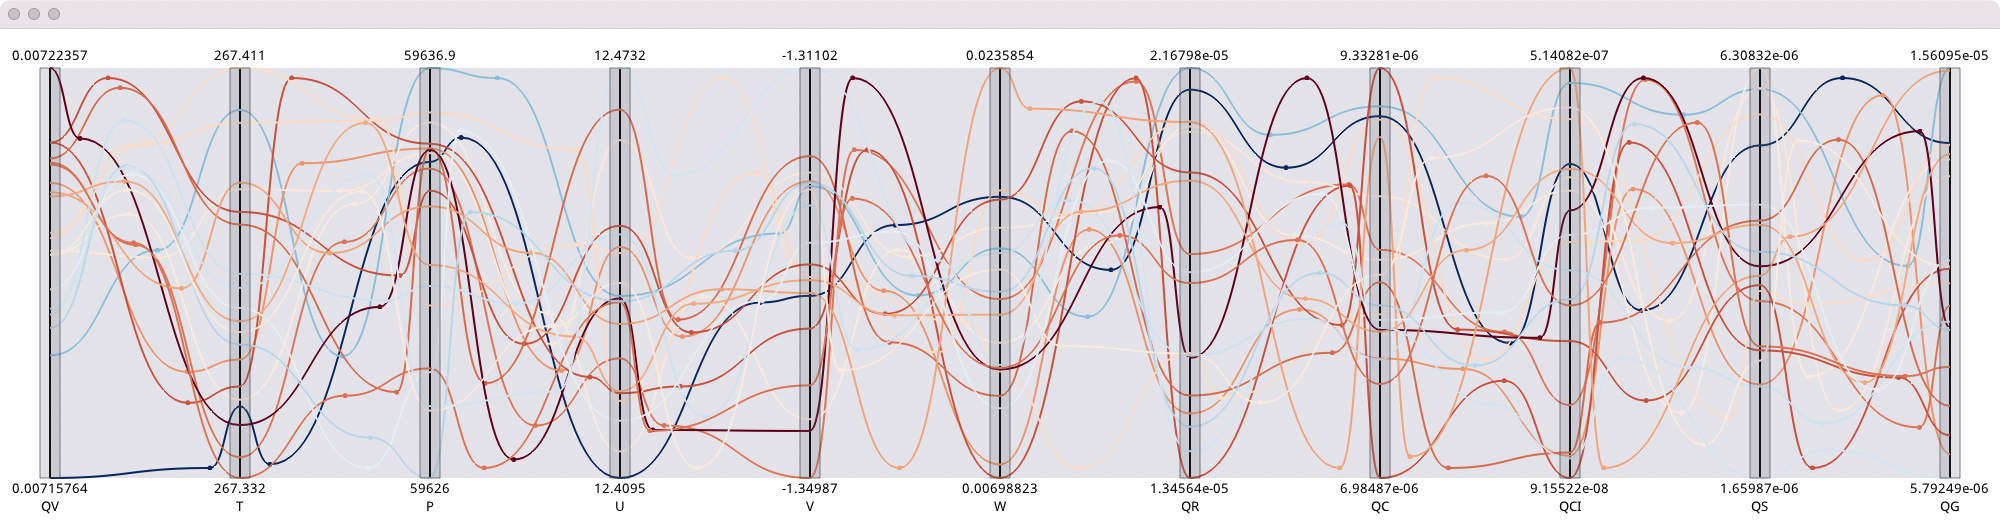 0.00722357 267.411 59636.9 12.4732 -1.31102 0.0235854 2.16798e-05 9.33281e-06 5.14082e-07 6.30832e-06 1.56095e-05
0.00715764 267.332 59626 12.4095 -1.34987 0.00698823 1.34564e-05 6.98487e-06 9.15522e-08 1.65987e-06 5.79249e-06
QV T P U V W QR QC QCI QS QG